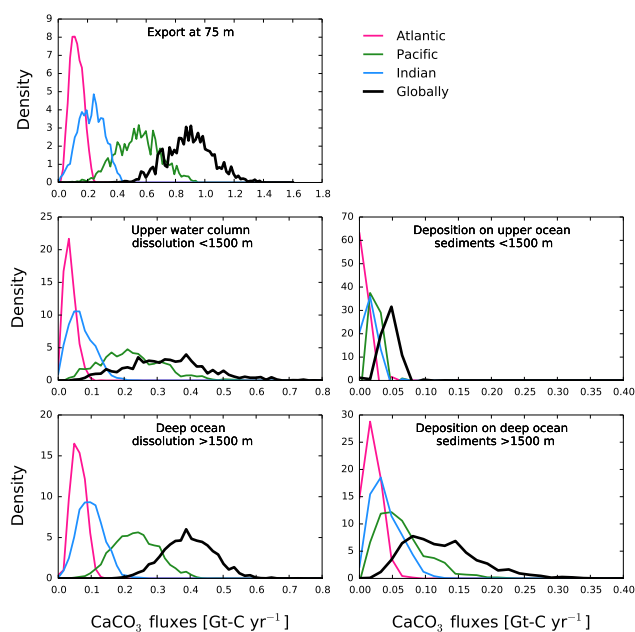 Export at 75 m
Density
9
8
7
6
5
4
3
2
1
0
0.0 0.2 0.4 0.6 0.8 1.0 1.2 1.4 1.6 1.8
Atlantic
Pacific
Indian
Globally
Upper water column
dissolution <1500 m
Density
25
20
15
10
5
0
0.0 0.1 0.2 0.3 0.4 0.5 0.6 0.7 0.8
Deposition on upper ocean
sediments <1500 m
70
60
50
40
30
20
10
0
0.00 0.05 0.10 0.15 0.20 0.25 0.30 0.35 0.40
Deep ocean
dissolution >1500 m
Density
20
15
10
5
0
0.0 0.1 0.2 0.3 0.4 0.5 0.6 0.7 0.8
CaCO₃ fluxes [Gt-C yr⁻¹]
Deposition on deep ocean
sediments >1500 m
30
25
20
15
10
5
0
0.00 0.05 0.10 0.15 0.20 0.25 0.30 0.35 0.40
CaCO₃ fluxes [Gt-C yr⁻¹]